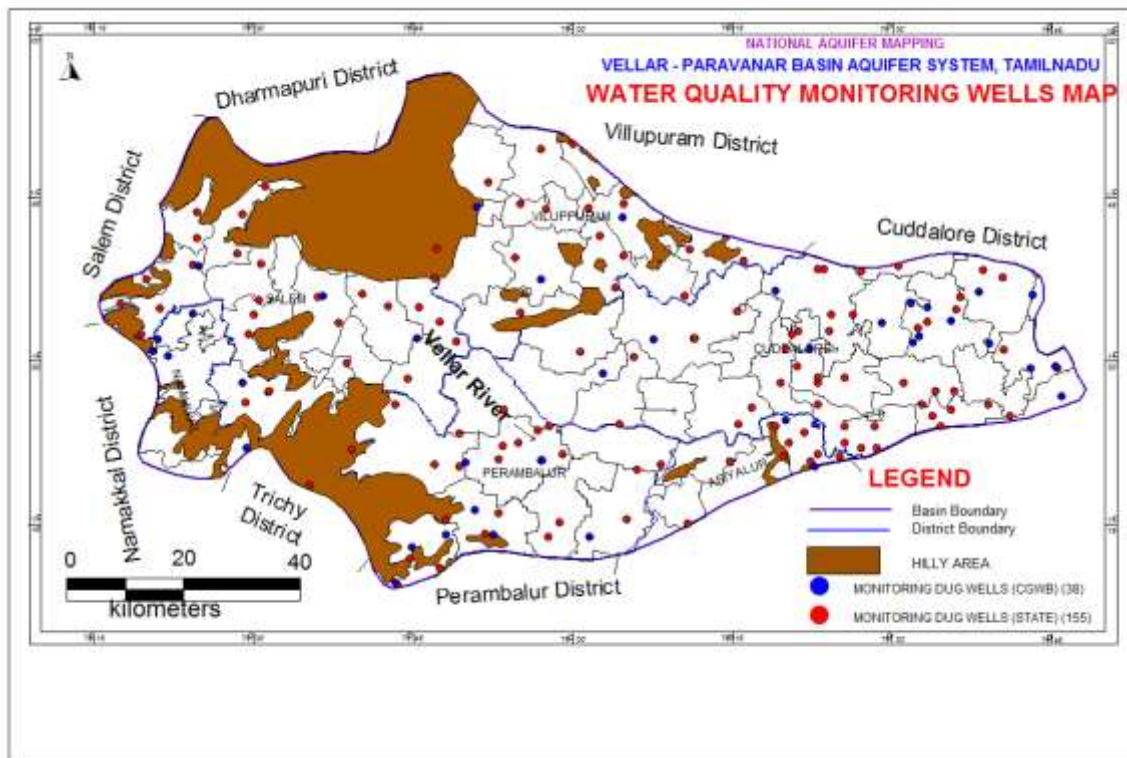 NATIONAL AQUIFER MAPPING
VELLAR - PARAVANAR BASIN AQUIFER SYSTEM, TAMILNADU
WATER QUALITY MONITORING WELLS MAP
N
Dharmapuri District
Villupuram District
Salem District
Cuddalore District
VILUPPURAM
SALEM
Vellar River
CUDDALORE
PERAMBALUR
ARIYALUR
Namakkal District
Trichy
District
Perambalur District
0 20 40
kilometers
LEGEND
Basin Boundary
District Boundary
HILLY AREA
MONITORING DUG WELLS (CGWB) (38)
MONITORING DUG WELLS (STATE) (155)